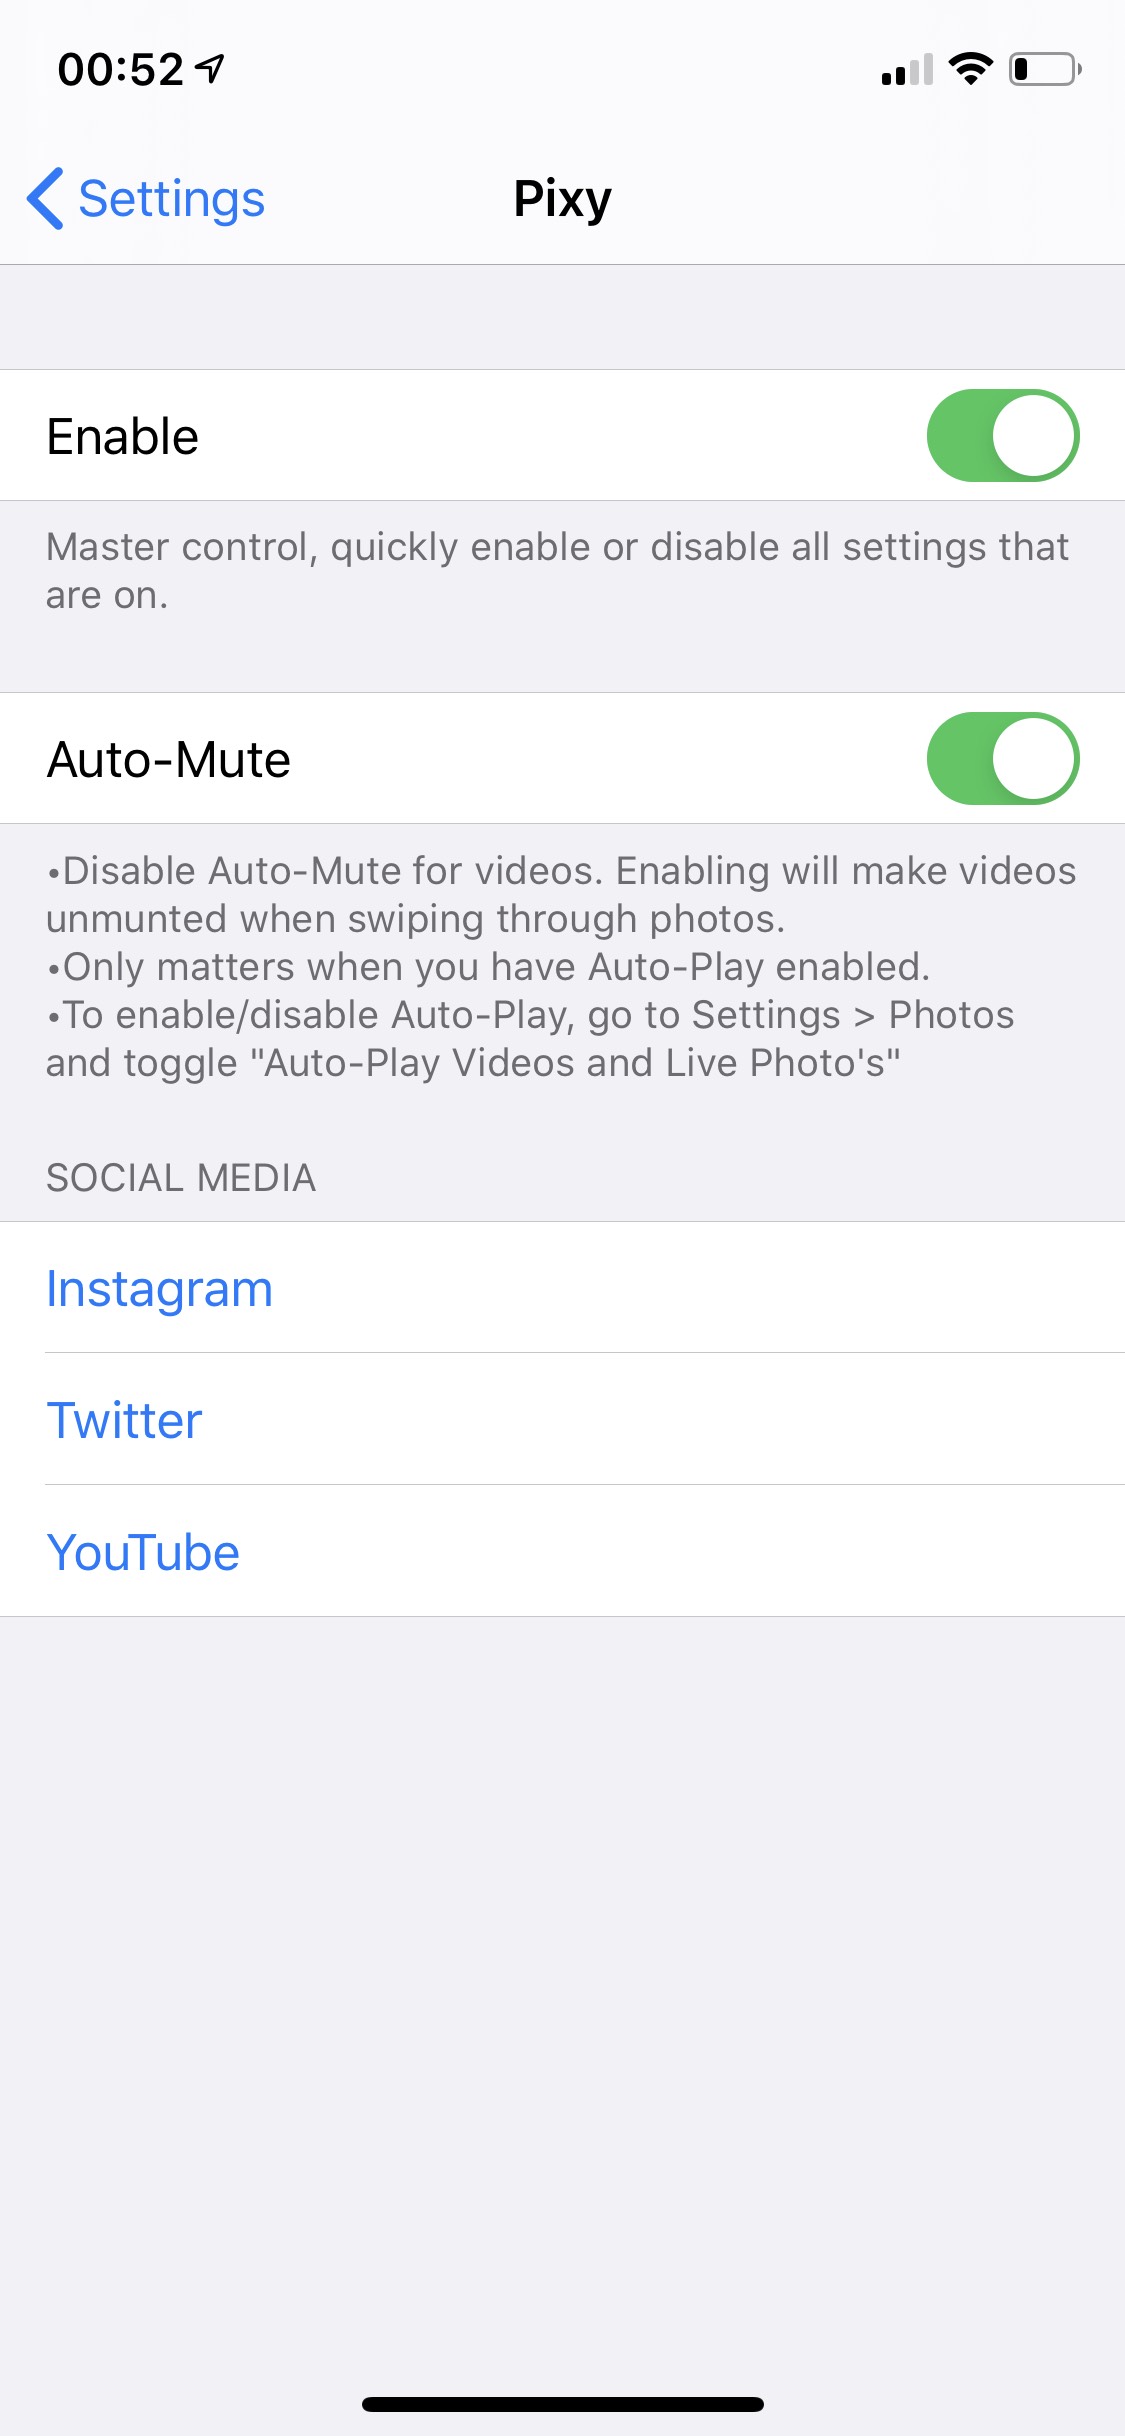 00:52
Settings
Pixy
Enable
Master control, quickly enable or disable all settings that
are on.
Auto-Mute
•Disable Auto-Mute for videos. Enabling will make videos
unmunted when swiping through photos.
•Only matters when you have Auto-Play enabled.
•To enable/disable Auto-Play, go to Settings > Photos
and toggle "Auto-Play Videos and Live Photo's"
SOCIAL MEDIA
Instagram
Twitter
YouTube